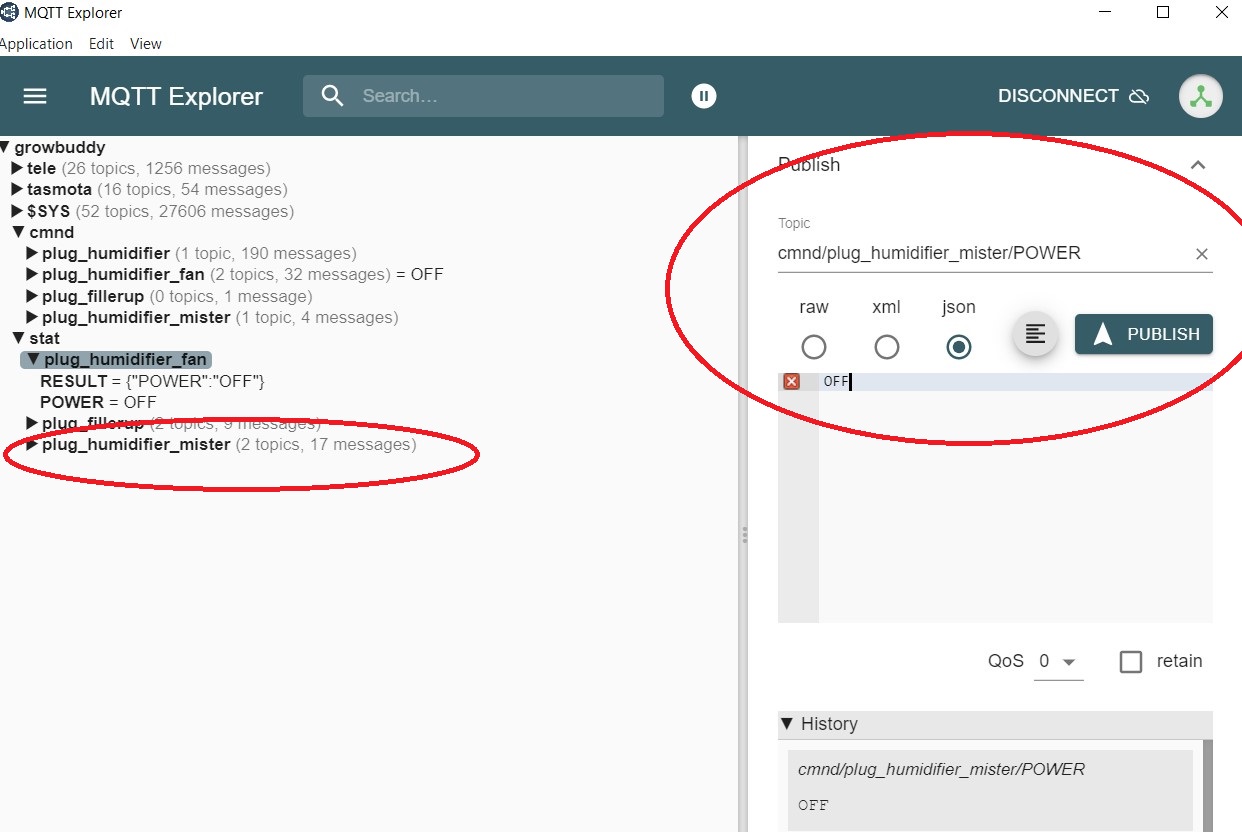 MQTT Explorer
Application Edit View
MQTT Explorer Search... DISCONNECT
growbuddy
tele (26 topics, 1256 messages)
tasmota (16 topics, 54 messages)
$SYS (52 topics, 27606 messages)
cmnd
plug_humidifier (1 topic, 190 messages)
plug_humidifier_fan (2 topics, 32 messages) = OFF
plug_fillerup (0 topics, 1 message)
plug_humidifier_mister (1 topic, 4 messages)
stat
plug_humidifier_fan
RESULT = {"POWER":"OFF"}
POWER = OFF
plug_fillerup (2 topics, 9 messages)
plug_humidifier_mister (2 topics, 17 messages)
Publish
Topic
cmnd/plug_humidifier_mister/POWER
raw xml json
PUBLISH
OFF
QoS 0 retain
History
cmnd/plug_humidifier_mister/POWER
OFF